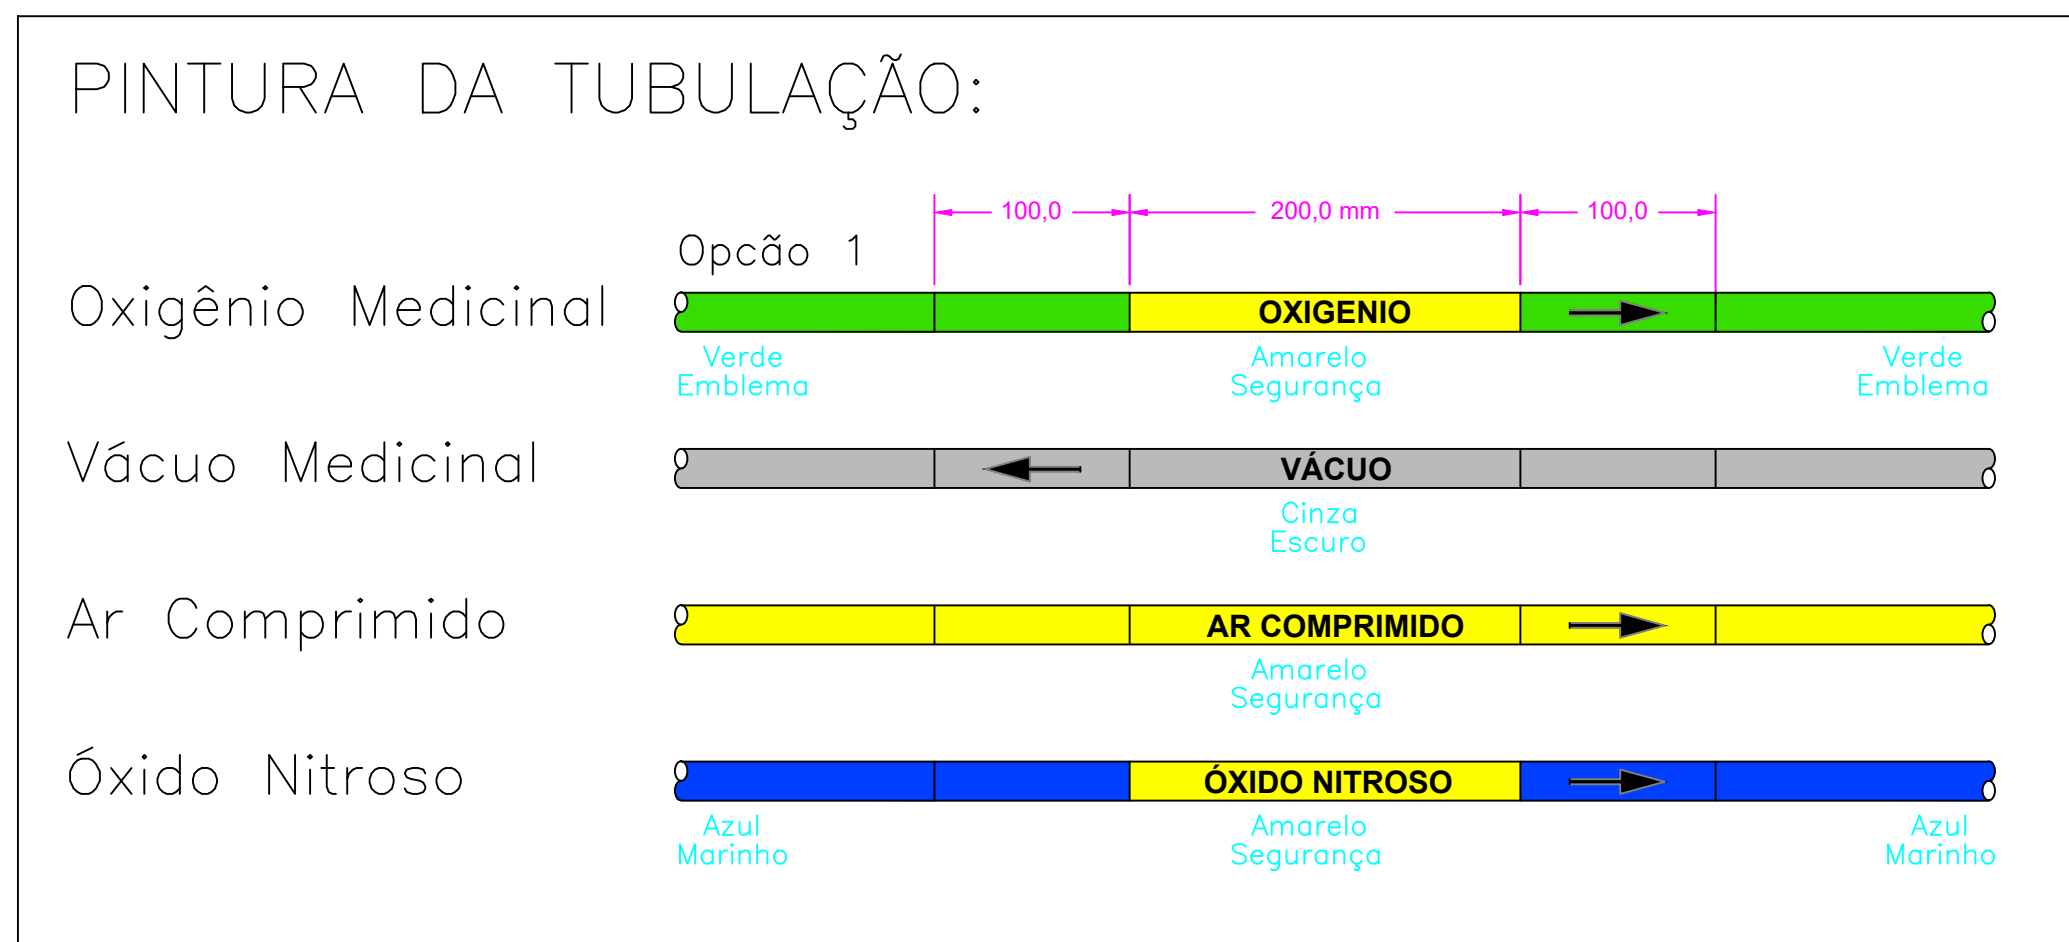 PINTURA DA TUBULAÇÃO:
100,0
200,0 mm
100,0
Opcão 1
Oxigênio Medicinal
OXIGENIO
Verde
Emblema
Amarelo
Segurança
Verde
Emblema
Vácuo Medicinal
VÁCUO
Cinza
Escuro
Ar Comprimido
AR COMPRIMIDO
Amarelo
Segurança
Óxido Nitroso
ÓXIDO NITROSO
Azul
Marinho
Amarelo
Segurança
Azul
Marinho